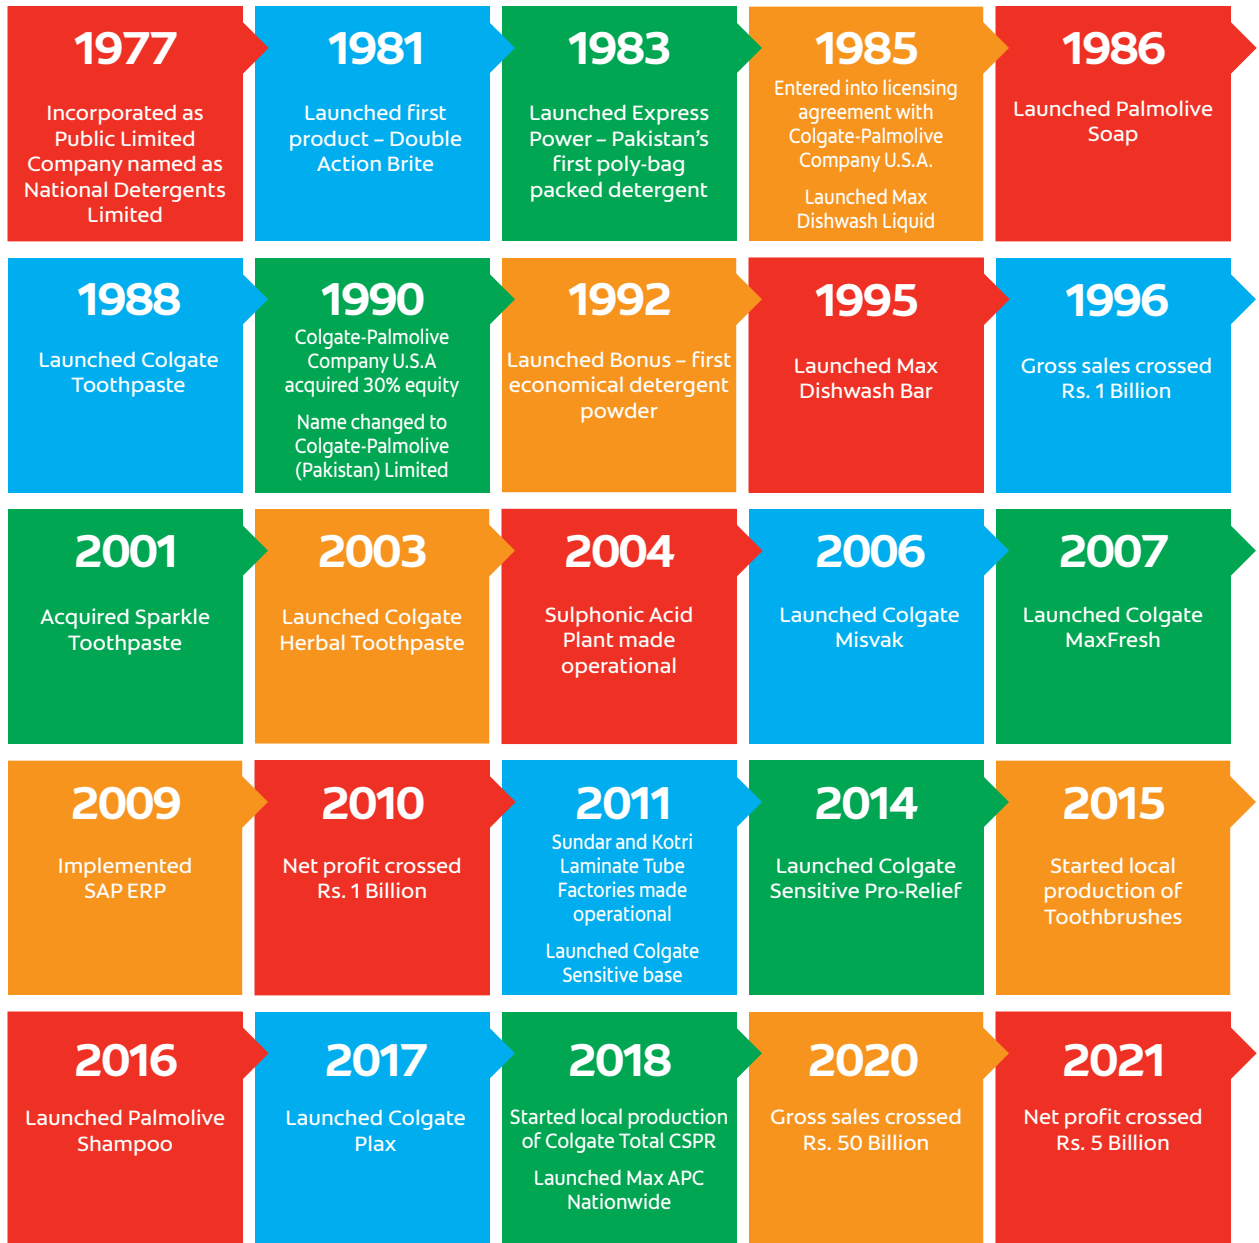 1977
Incorporated as
Public Limited
Company named as
National Detergents
Limited
1981
Launched first
product – Double
Action Brite
1983
Launched Express
Power – Pakistan's
first poly-bag
packed detergent
1985
Entered into licensing
agreement with
Colgate-Palmolive
Company U.S.A.
Launched Max
Dishwash Liquid
1986
Launched Palmolive
Soap
1988
Launched Colgate
Toothpaste
1990
Colgate-Palmolive
Company U.S.A
acquired 30% equity
Name changed to
Colgate-Palmolive
(Pakistan) Limited
1992
Launched Bonus – first
economical detergent
powder
1995
Launched Max
Dishwash Bar
1996
Gross sales crossed
Rs. 1 Billion
2001
Acquired Sparkle
Toothpaste
2003
Launched Colgate
Herbal Toothpaste
2004
Sulphonic Acid
Plant made
operational
2006
Launched Colgate
Misvak
2007
Launched Colgate
MaxFresh
2009
Implemented
SAP ERP
2010
Net profit crossed
Rs. 1 Billion
2011
Sundar and Kotri
Laminate Tube
Factories made
operational
Launched Colgate
Sensitive base
2014
Launched Colgate
Sensitive Pro-Relief
2015
Started local
production of
Toothbrushes
2016
Launched Palmolive
Shampoo
2017
Launched Colgate
Plax
2018
Started local production
of Colgate Total CSPR
Launched Max APC
Nationwide
2020
Gross sales crossed
Rs. 50 Billion
2021
Net profit crossed
Rs. 5 Billion